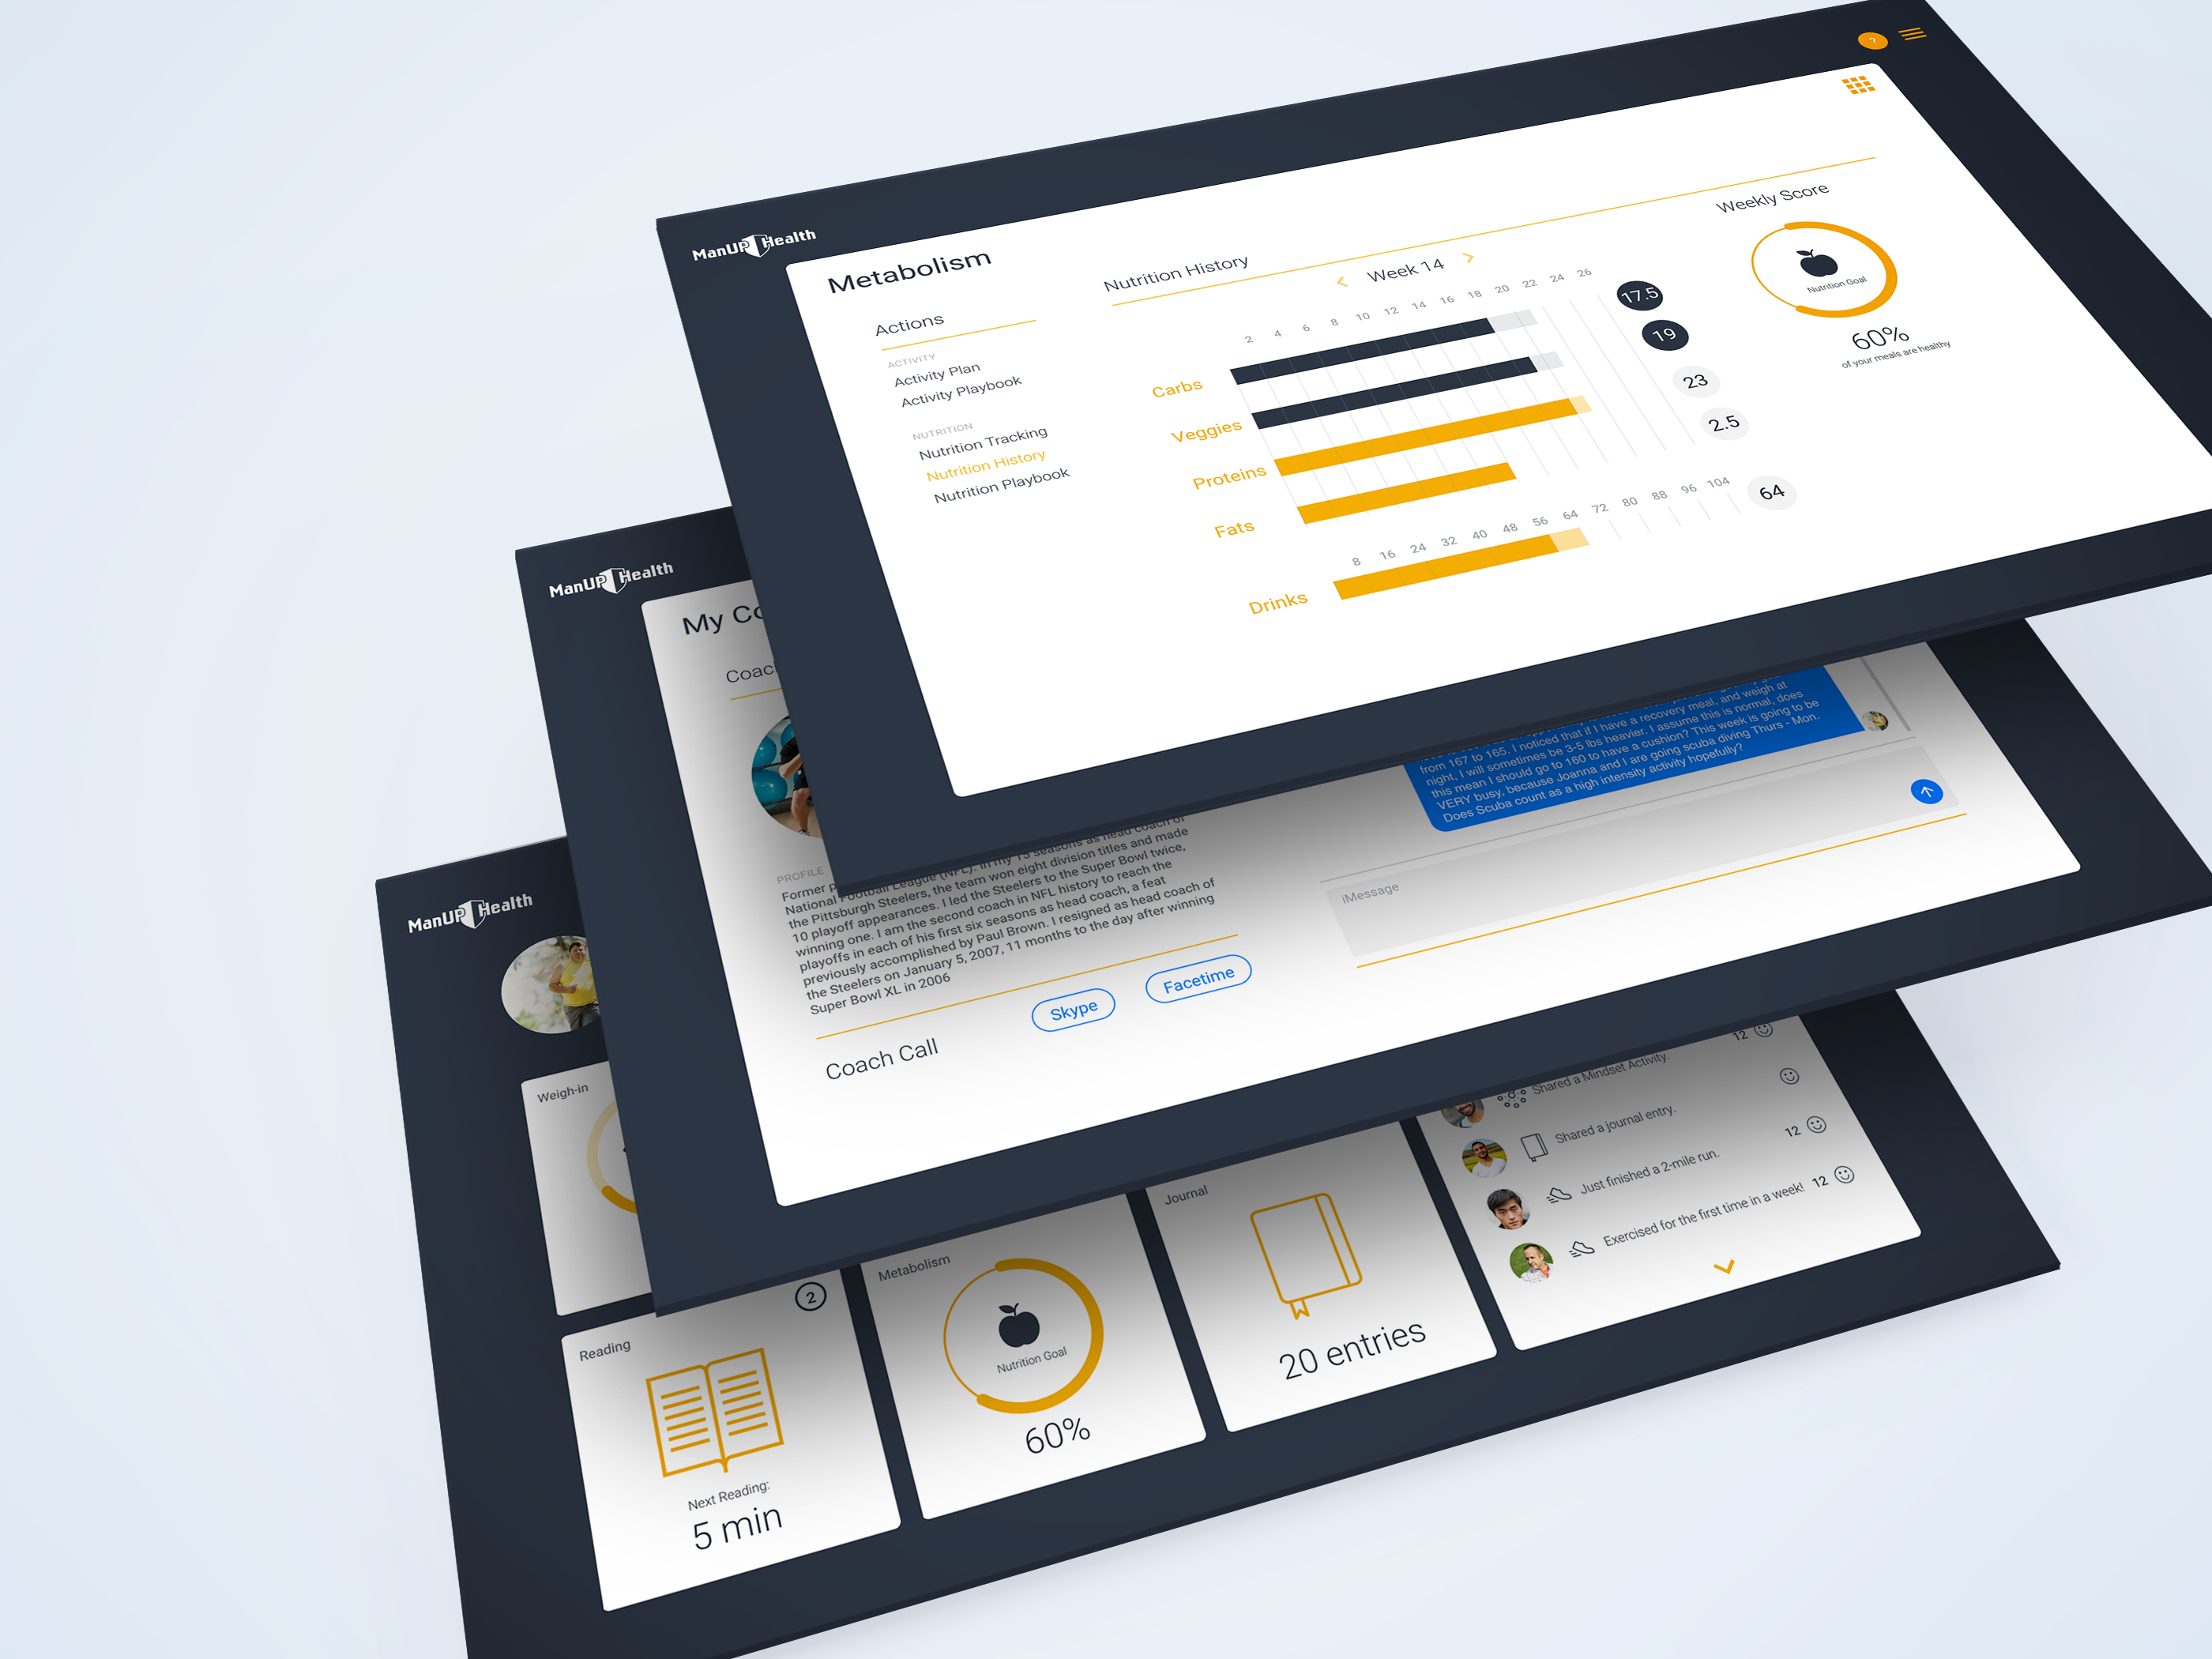 ManUP Health
?
Metabolism
Actions
ACTIVITY
Activity Plan
Activity Playbook
NUTRITION
Nutrition Tracking
Nutrition History
Nutrition Playbook
Nutrition History
Week 14
2 4 6 8 10 12 14 16 18 20 22 24 26
Carbs
17.5
Veggies
19
Proteins
23
Fats
2.5
8 16 24 32 40 48 56 64 72 80 88 96 104
Drinks
64
Weekly Score
Nutrition Goal
60%
of your meals are healthy
ManUP Health
My
PROFILE
Former
National Football League (NFL). In my 15 seasons as head coach of
the Pittsburgh Steelers, the team won eight division titles and made
10 playoff appearances. I led the Steelers to the Super Bowl twice,
winning one. I am the second coach in NFL history to reach the
playoffs in each of his first six seasons as head coach, a feat
previously accomplished by Paul Brown. I resigned as head coach of
the Steelers on January 5, 2007, 11 months to the day after winning
Super Bowl XL in 2006
Coach Call
Skype
Facetime
from 167 to 165. I noticed that if I have a recovery meal, and weigh at
night, I will sometimes be 3-5 lbs heavier. I assume this is normal, does
this mean I should go to 160 to have a cushion? This week is going to be
VERY busy, because Joanna and I are going scuba diving Thurs - Mon.
Does Scuba count as a high intensity activity hopefully?
iMessage
ManUP Health
Weigh-in
Reading
2
Next Reading:
5 min
Metabolism
Nutrition Goal
60%
Journal
20 entries
Shared a Mindset Activity.
12
Shared a journal entry.
Just finished a 2-mile run.
12
Exercised for the first time in a week!
12